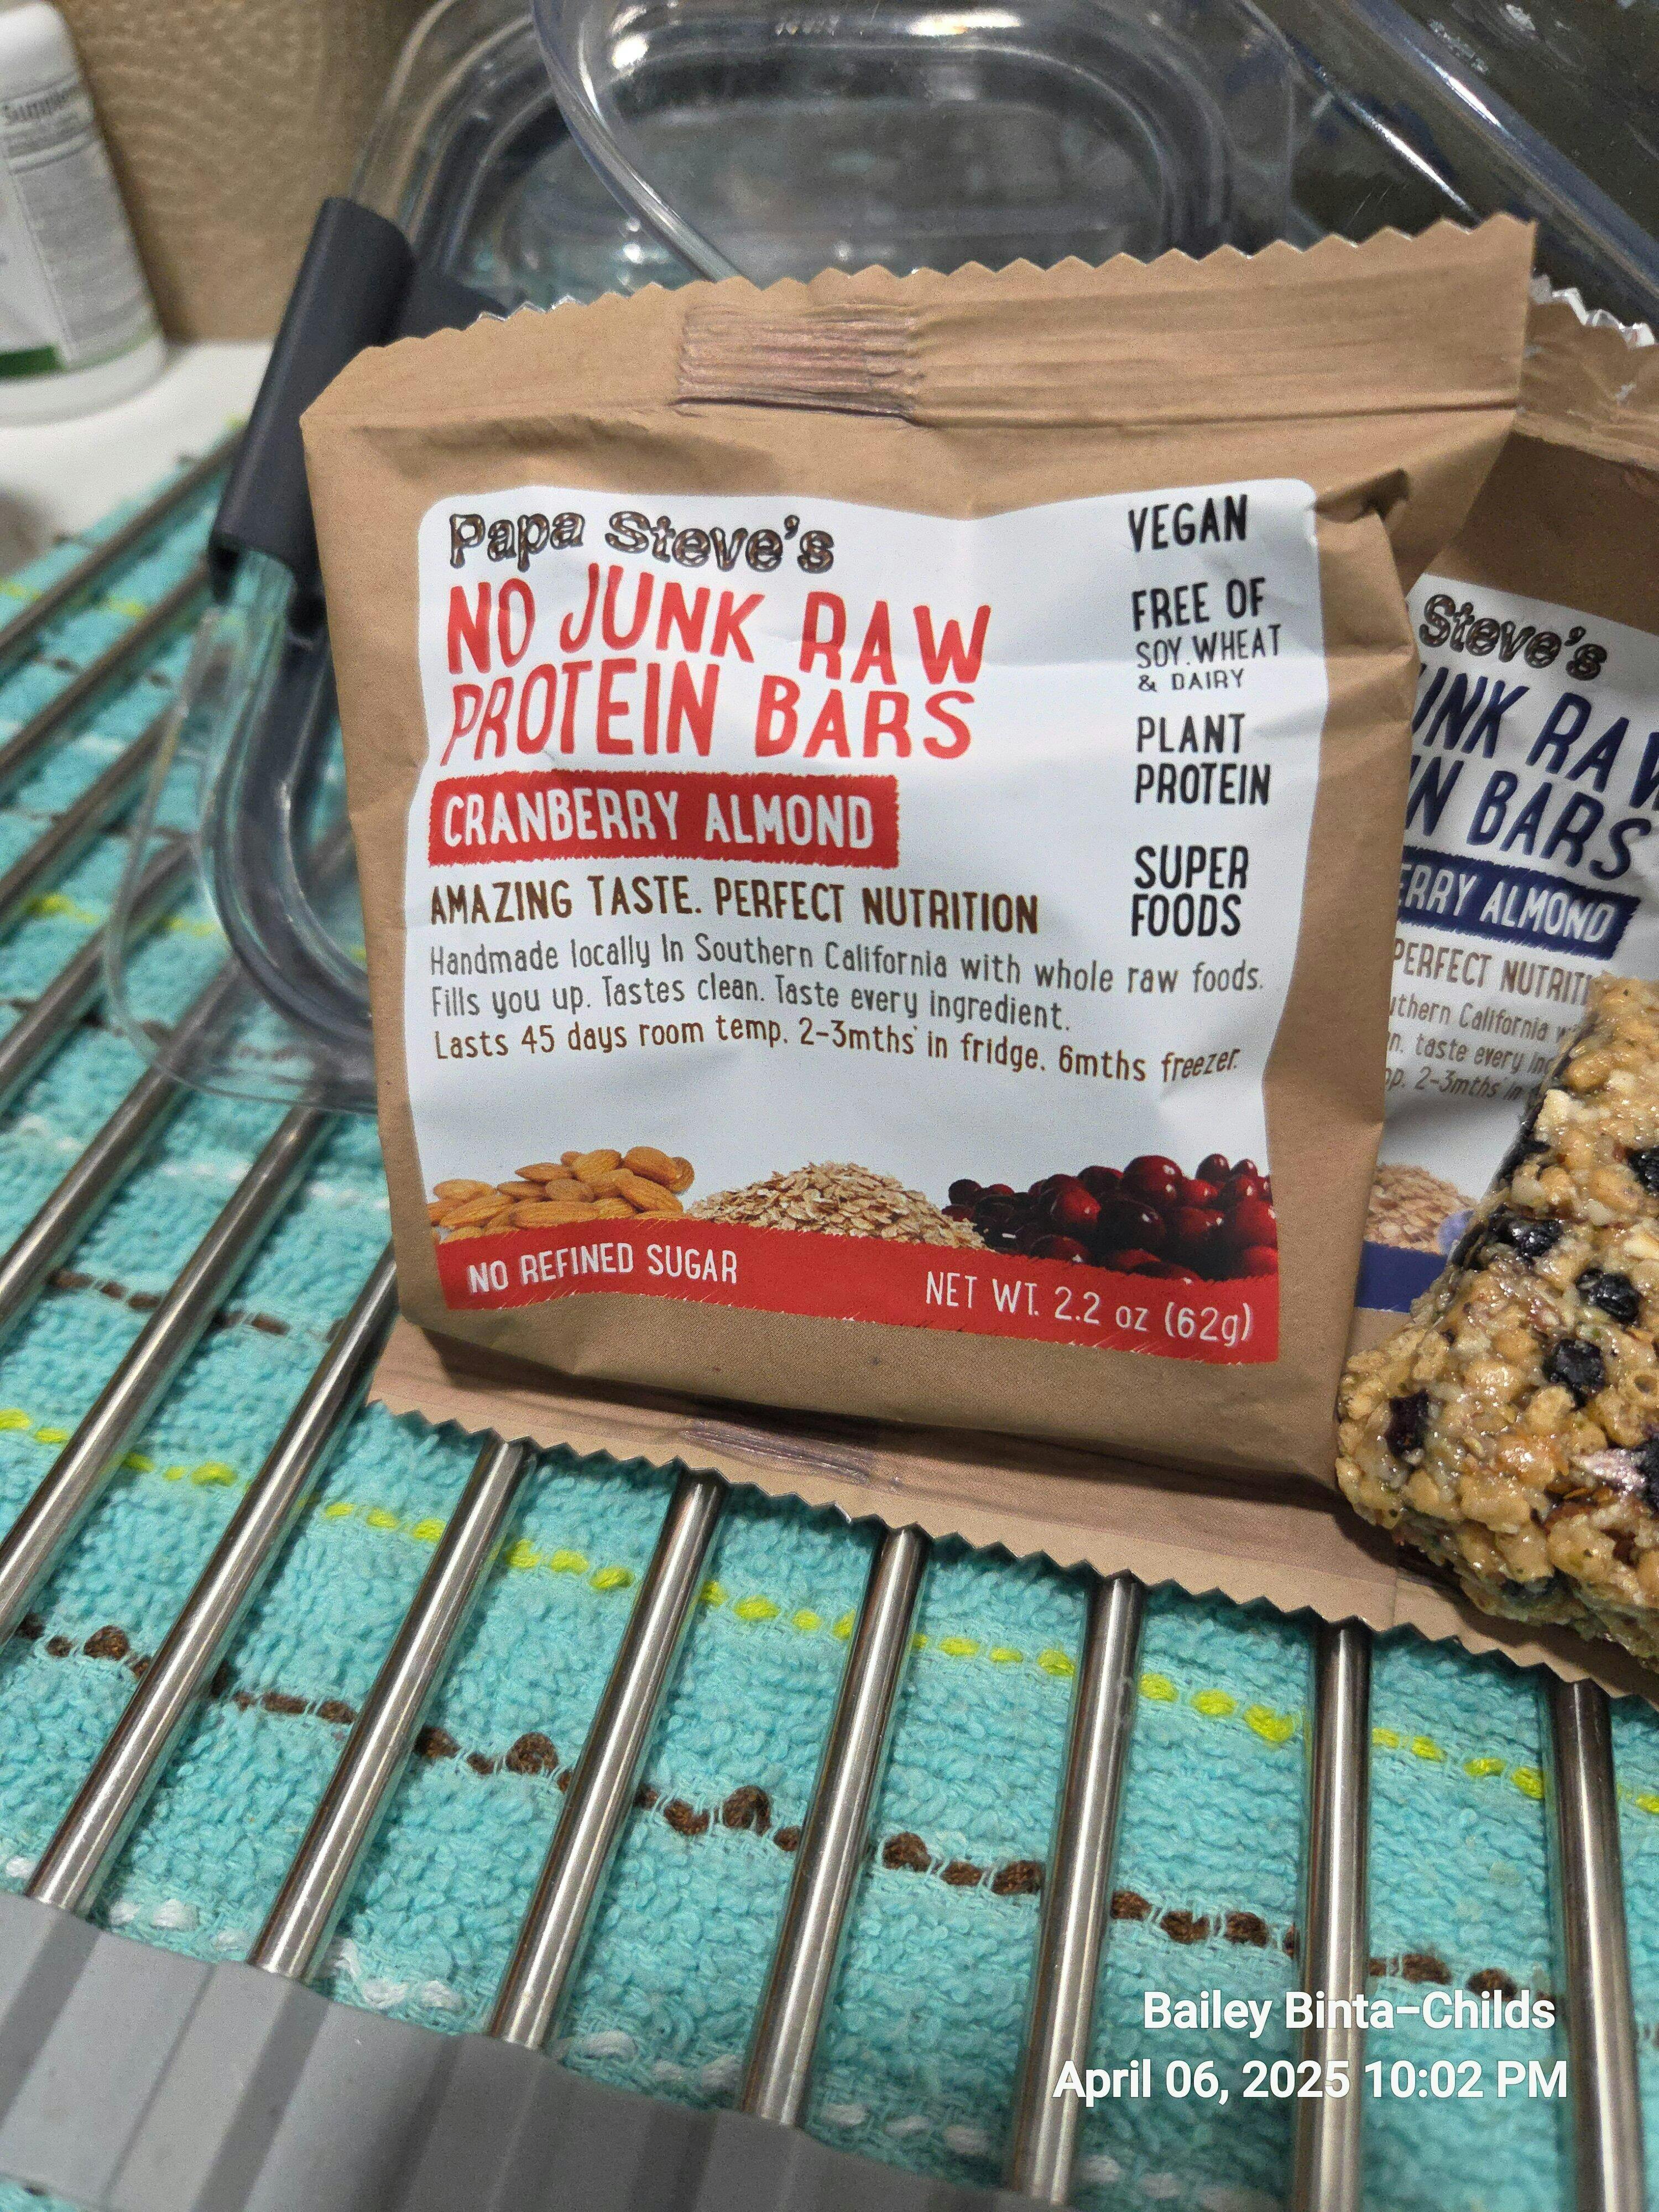 Supplem
Papa Steve's
NO JUNK RAW
PROTEIN BARS
CRANBERRY ALMOND
AMAZING TASTE. PERFECT NUTRITION
Handmade locally In Southern California with whole raw foods.
Fills you up. Tastes clean. Taste every ingredient.
Lasts 45 days room temp. 2-3mths' in fridge. 6mths freezer.
VEGAN
FREE OF
SOY. WHEAT
& DAIRY
PLANT
PROTEIN
SUPER
FOODS
NO REFINED SUGAR
NET WT. 2.2 oz (62g)
Steve's
UNK RAW
IN BARS
ERRY ALMOND
PERFECT NUTRITI
uthern California w
n. taste every ing
mp. 2-3mths' in
Bailey Binta-Childs
April 06, 2025 10:02 PM